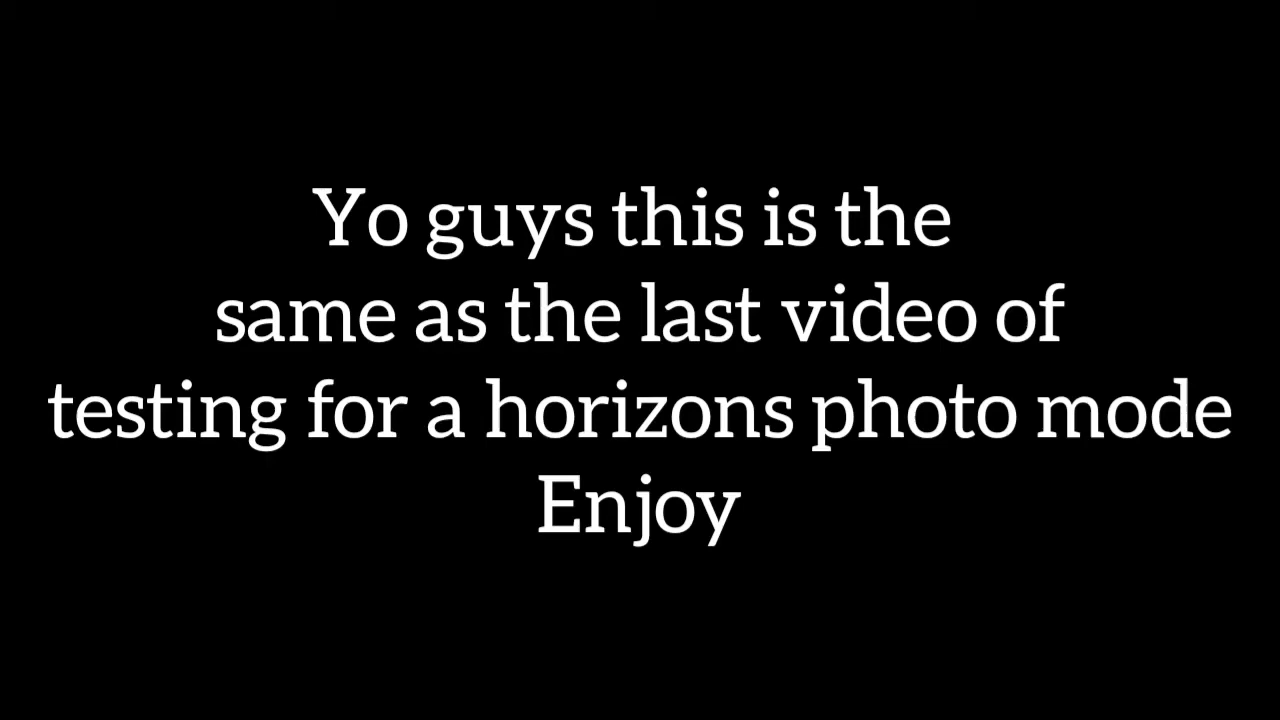 Yo guys this is the
same as the last video of
testing for a horizons photo mode
Enjoy